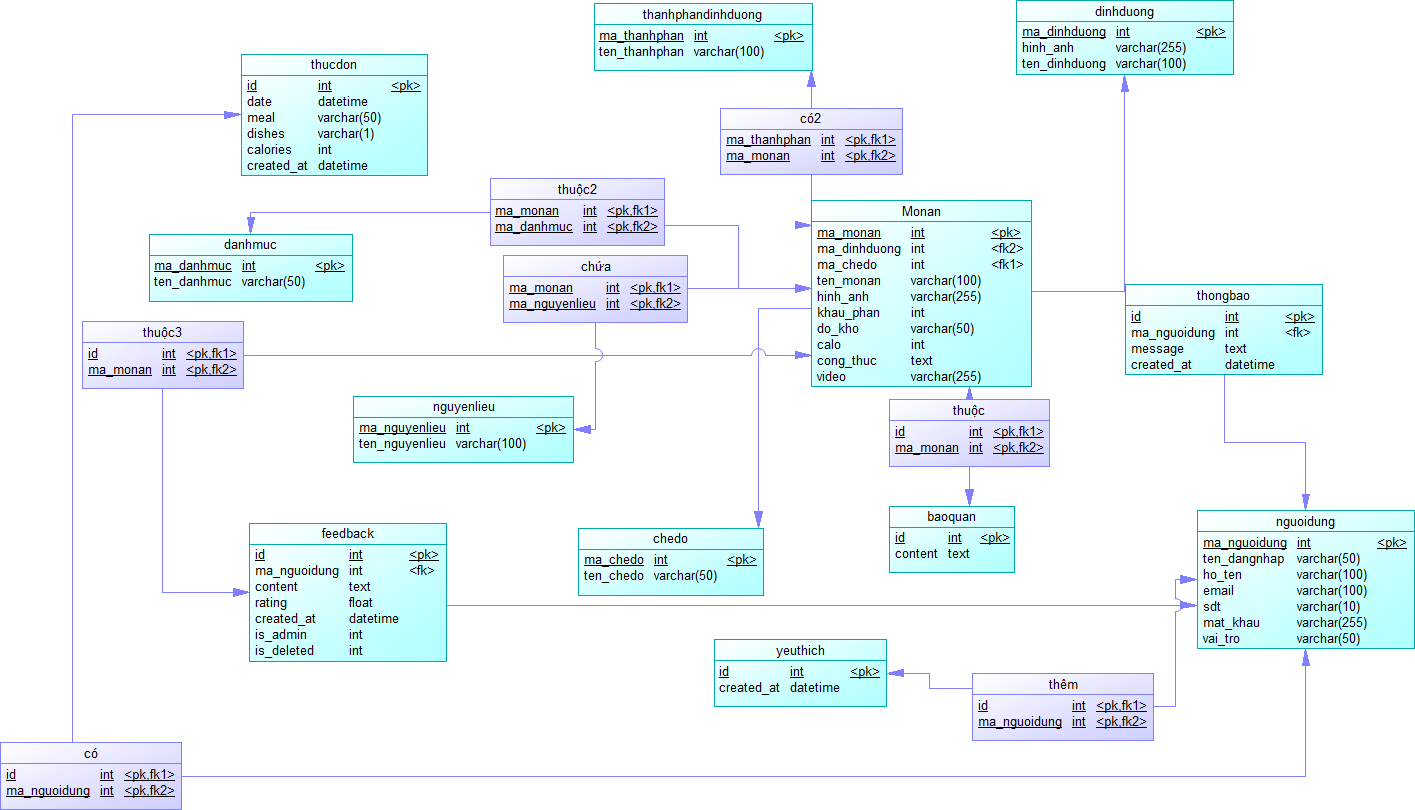 thanhphandinhduong
ma_thanhphan int <pk>
ten_thanhphan varchar(100)
dinhduong
ma_dinhduong int <pk>
hinh_anh varchar(255)
ten_dinhduong varchar(100)
thucdon
id int <pk>
date datetime
meal varchar(50)
dishes varchar(1)
calories int
created_at datetime
có2
ma_thanhphan int <pk,fk1>
ma_monan int <pk,fk2>
thuộc2
ma_monan int <pk,fk1>
ma_danhmuc int <pk,fk2>
danhmuc
ma_danhmuc int <pk>
ten_danhmuc varchar(50)
chứa
ma_monan int <pk,fk1>
ma_nguyenlieu int <pk,fk2>
Monan
ma_monan int <pk>
ma_dinhduong int <fk2>
ma_chedo int <fk1>
ten_monan varchar(100)
hinh_anh varchar(255)
khau_phan int
do_kho varchar(50)
calo int
cong_thuc text
video varchar(255)
thongbao
id int <pk>
ma_nguoidung int <fk>
message text
created_at datetime
thuộc3
id int <pk,fk1>
ma_monan int <pk,fk2>
nguyenlieu
ma_nguyenlieu int <pk>
ten_nguyenlieu varchar(100)
thuộc
id int <pk,fk1>
ma_monan int <pk,fk2>
baoquan
id int <pk>
content text
feedback
id int <pk>
ma_nguoidung int <fk>
content text
rating float
created_at datetime
is_admin int
is_deleted int
chedo
ma_chedo int <pk>
ten_chedo varchar(50)
nguoidung
ma_nguoidung int <pk>
ten_dangnhap varchar(50)
ho_ten varchar(100)
email varchar(100)
sdt varchar(10)
mat_khau varchar(255)
vai_tro varchar(50)
yeuthich
id int <pk>
created_at datetime
thêm
id int <pk,fk1>
ma_nguoidung int <pk,fk2>
có
id int <pk,fk1>
ma_nguoidung int <pk,fk2>